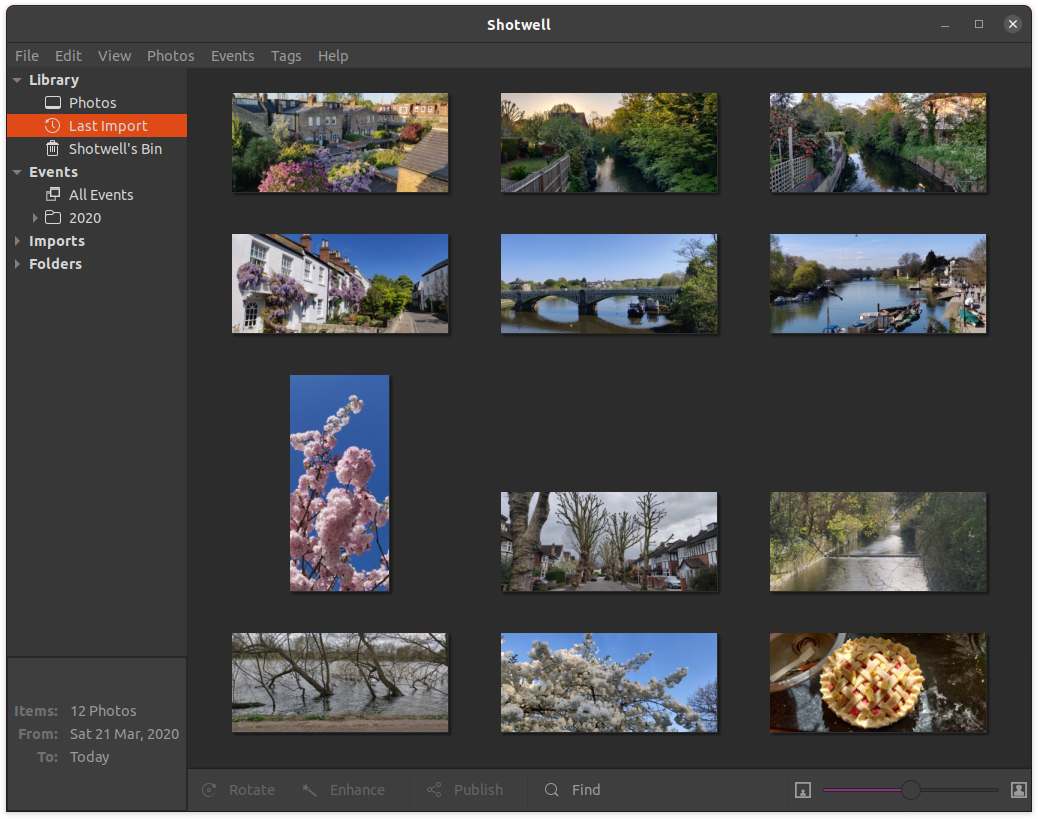 Shotwell
File Edit View Photos Events Tags Help
Library
Photos
Last Import
Shotwell's Bin
Events
All Events
2020
Imports
Folders
Items: 12 Photos
From: Sat 21 Mar, 2020
To: Today
Rotate Enhance Publish Find